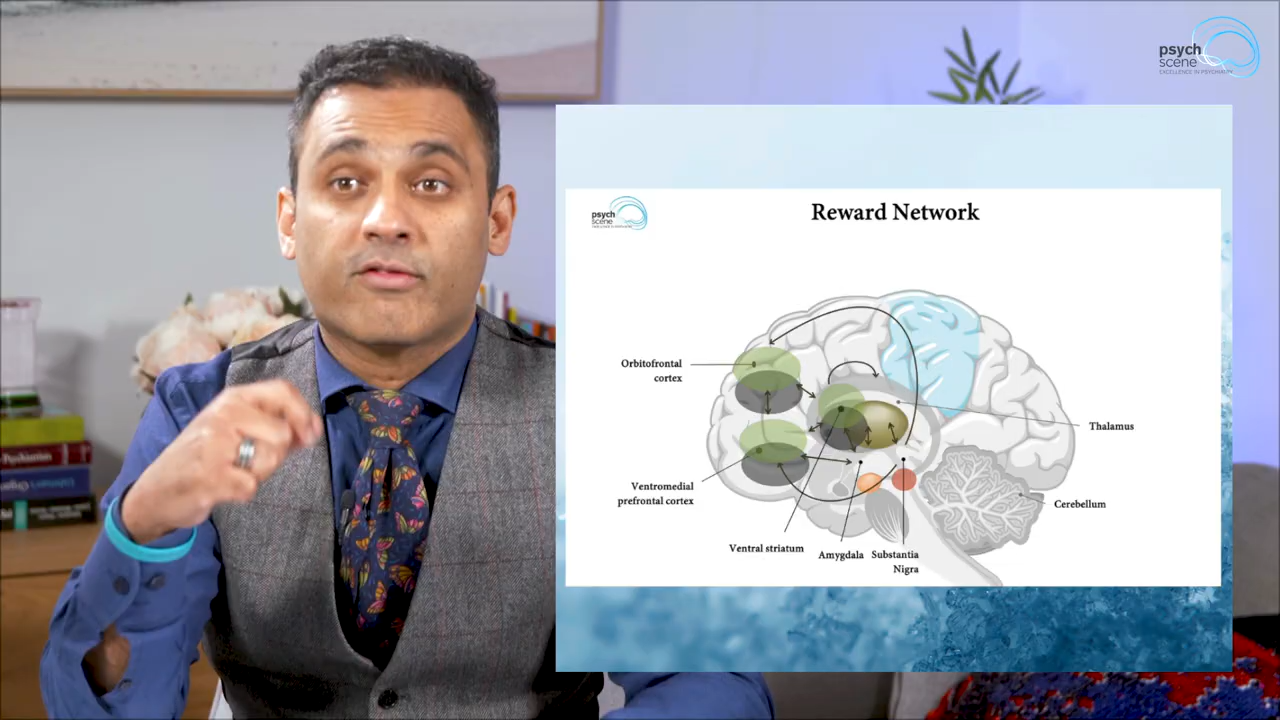 psych
scene
EXCELLENCE IN PSYCHIATRY
psych
scene
Reward Network
Orbitofrontal
cortex
Thalamus
Ventromedial
prefrontal cortex
Cerebellum
Ventral striatum
Amygdala
Substantia
Nigra